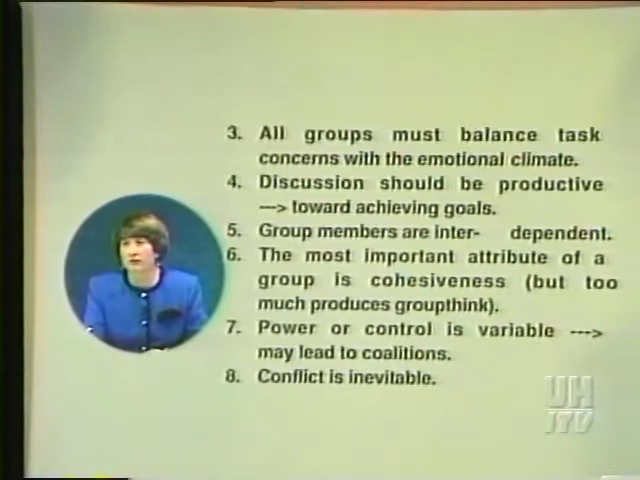 3. All groups must balance task
concerns with the emotional climate.
4. Discussion should be productive
---> toward achieving goals.
5. Group members are inter- dependent.
6. The most important attribute of a
group is cohesiveness (but too
much produces groupthink).
7. Power or control is variable --->
may lead to coalitions.
8. Conflict is inevitable.
UH
ITV